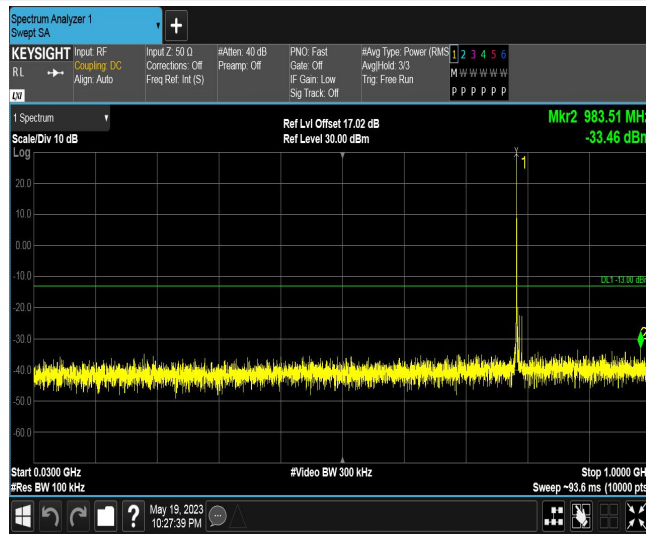 Spectrum Analyzer 1
Swept SA
+
KEYSIGHT
RL
LXI
Input: RF
Coupling: DC
Align: Auto
Input Z: 50 Ω
Corrections: Off
Freq Ref: Int (S)
#Atten: 40 dB
Preamp: Off
PNO: Fast
Gate: Off
IF Gain: Low
Sig Track: Off
#Avg Type: Power (RMS
Avg|Hold: 3/3
Trig: Free Run
1 2 3 4 5 6
M W W W W W
P P P P P P
1 Spectrum
Scale/Div 10 dB
Log
Ref Lvl Offset 17.02 dB
Ref Level 30.00 dBm
Mkr2 983.51 MHz
-33.46 dBm
1
20.0
10.0
0.00
-10.0
DL1 -13.00 dBm
-20.0
-30.0
2
-40.0
-50.0
-60.0
Start 0.0300 GHz
#Res BW 100 kHz
#Video BW 300 kHz
Stop 1.0000 GH
Sweep ~93.6 ms (10000 pts
?
May 19, 2023
10:27:39 PM